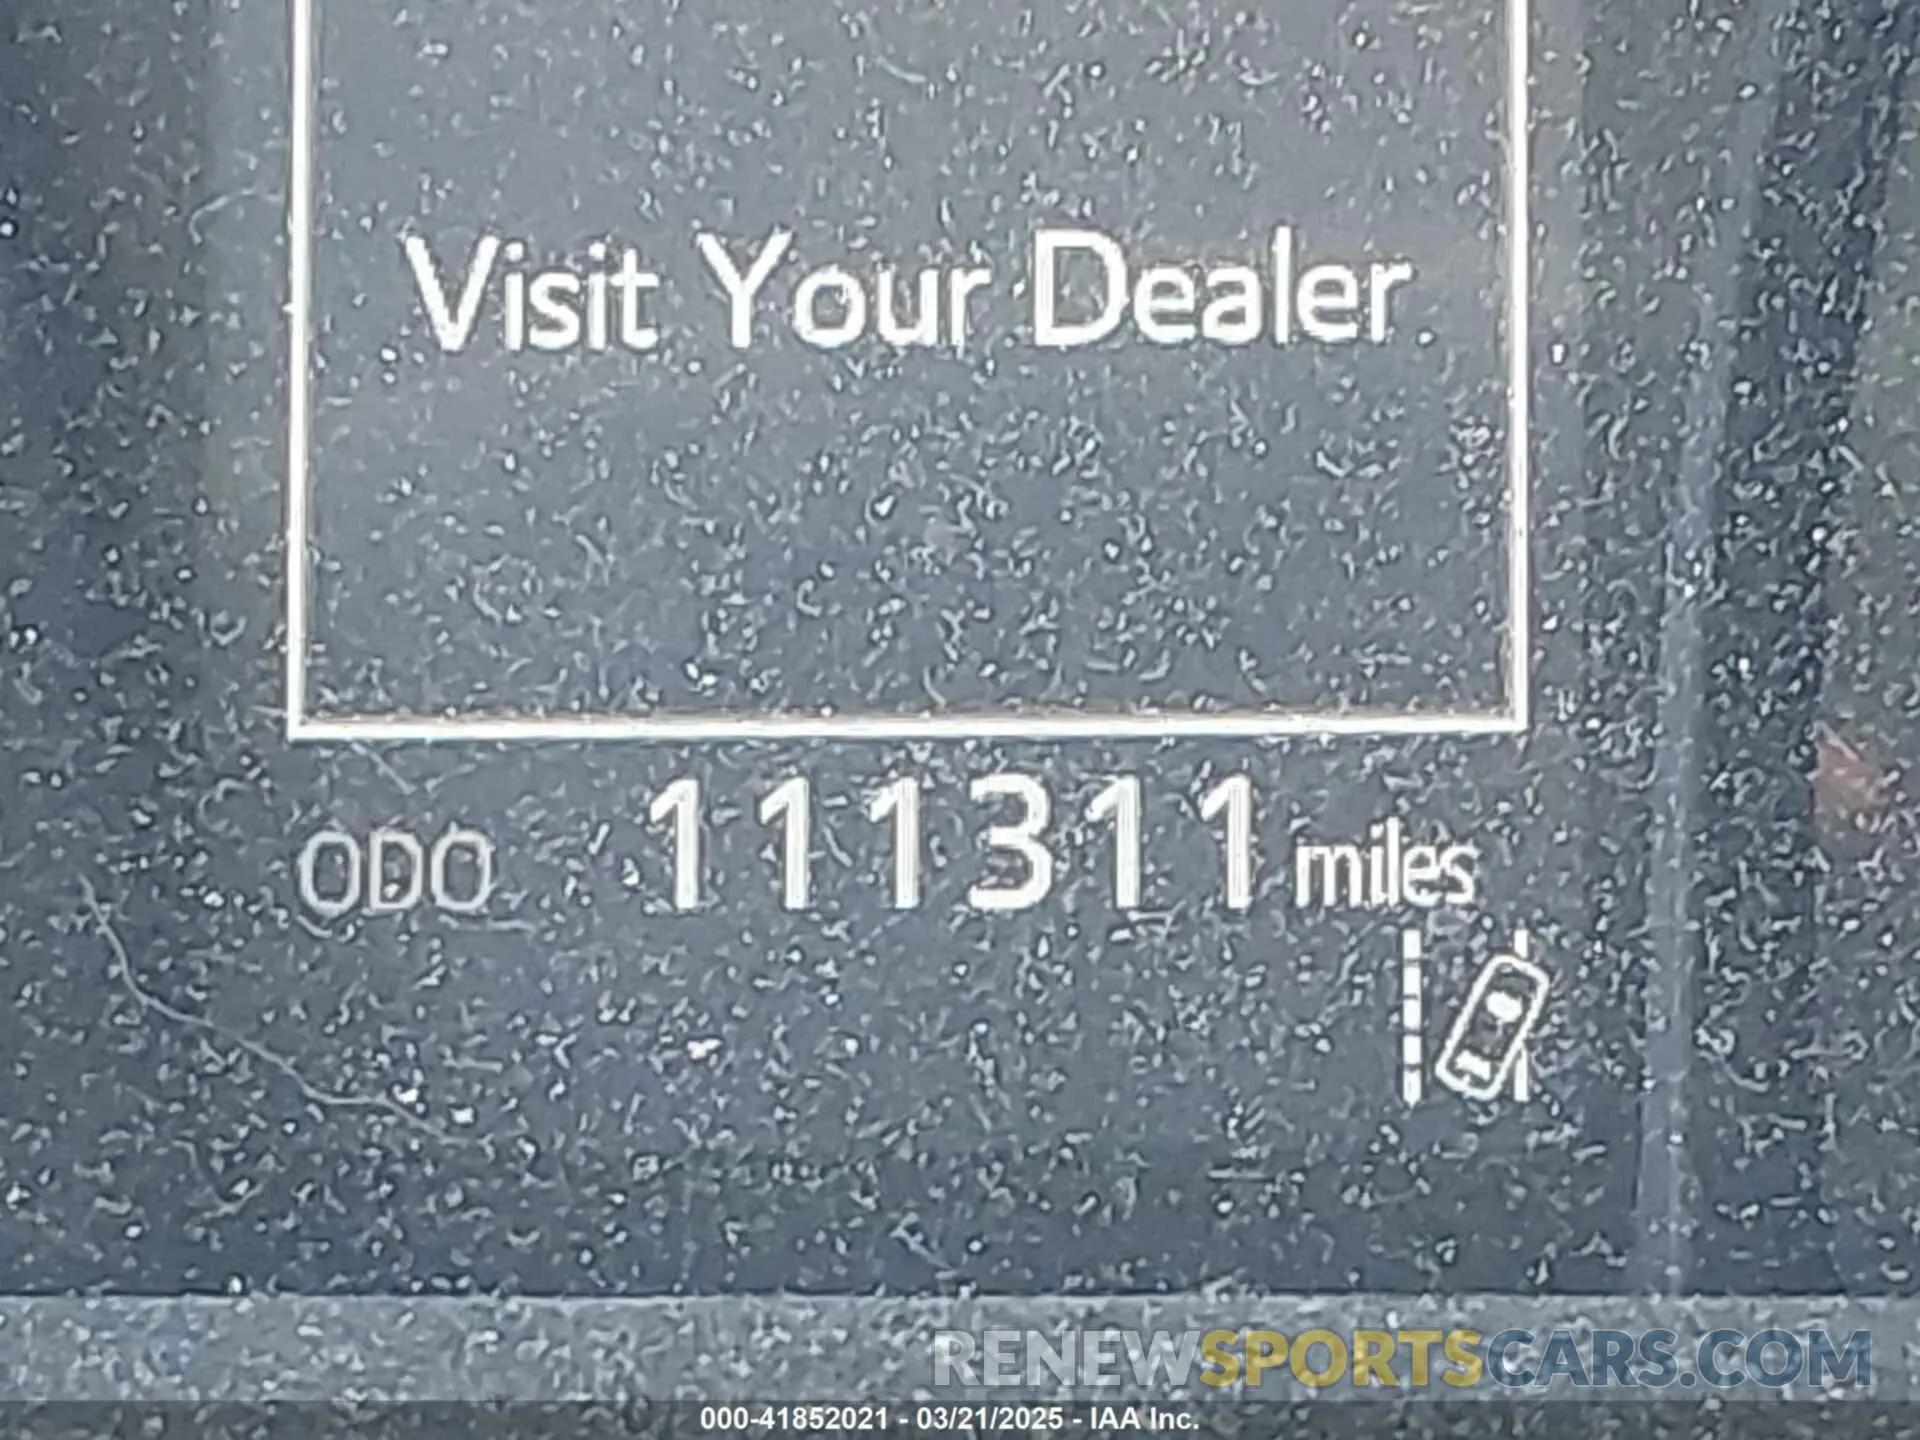 Visit Your Dealer.
ODO 111311 miles
RENEWSPORTSCARS.COM
000-41852021 - 03/21/2025 - IAA Inc.